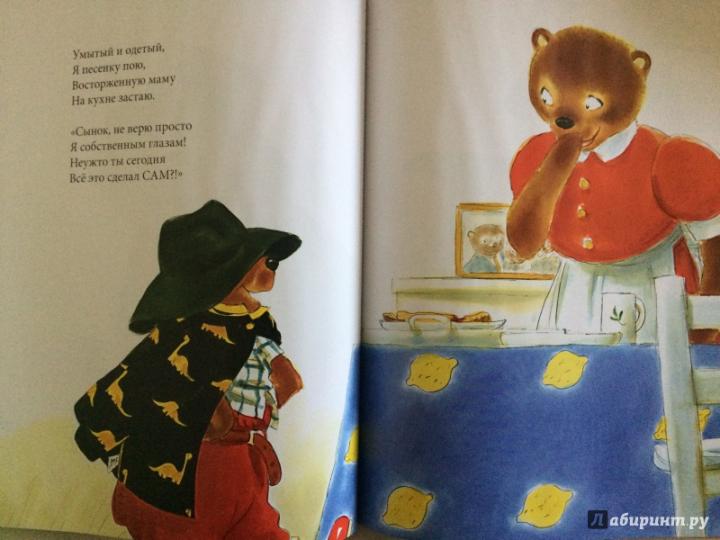 Умытый и одетый,
Я песенку пою,
Восторженную маму
На кухне застаю.
«Сынок, не верю просто
Я собственным глазам!
Неужто ты сегодня
Всё это сделал САМ?!»
Лабиринт.ру